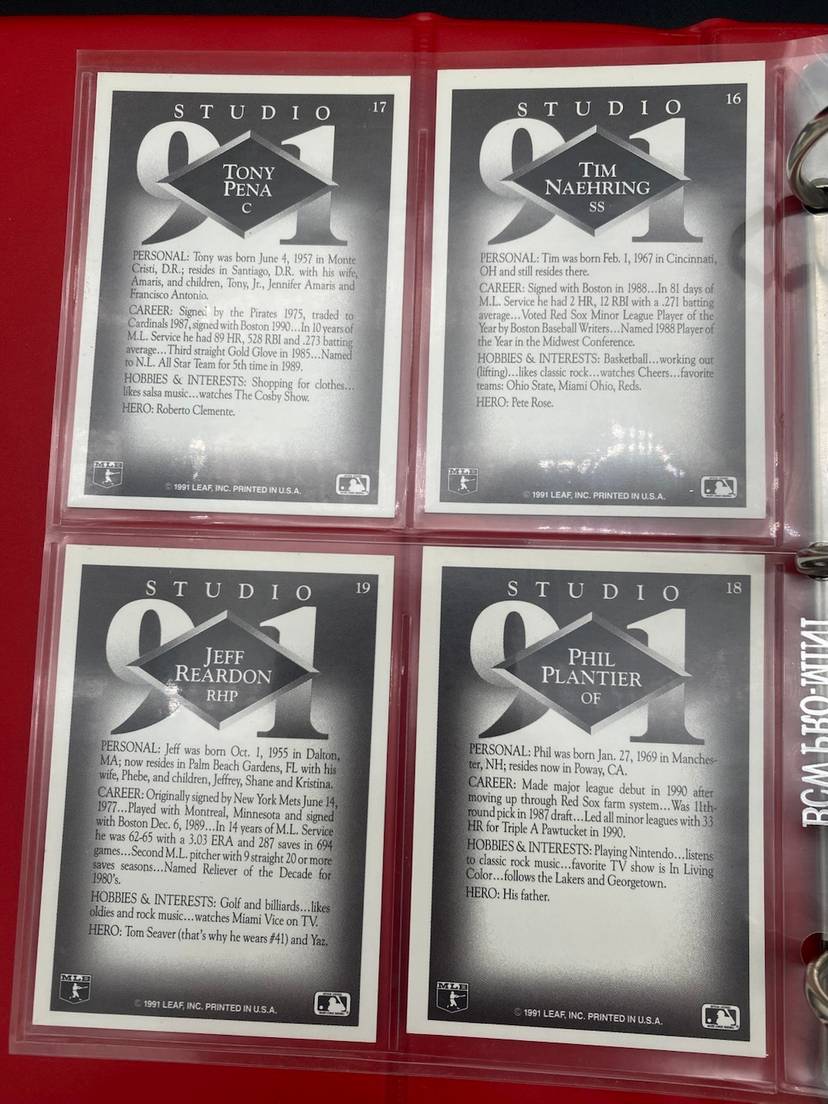 STUDIO 17
91
TONY
PENA
C
PERSONAL: Tony was born June 4, 1957 in Monte
Cristi, D.R.; resides in Santiago, D.R. with his wife,
Amaris, and children, Tony, Jr., Jennifer Amaris and
Francisco Antonio.
CAREER: Signed by the Pirates 1975, traded to
Cardinals 1987, signed with Boston 1990...In 10 years of
M.L. Service he had 89 HR, 528 RBI and .273 batting
average...Third straight Gold Glove in 1985...Named
to N.L. All Star Team for 5th time in 1989.
HOBBIES & INTERESTS: Shopping for clothes...
likes salsa music...watches The Cosby Show.
HERO: Roberto Clemente.
MLB
© 1991 LEAF, INC. PRINTED IN U.S.A.
STUDIO 16
91
TIM
NAEHRING
SS
PERSONAL: Tim was born Feb. 1, 1967 in Cincinnati,
OH and still resides there.
CAREER: Signed with Boston in 1988...In 81 days of
M.L. Service he had 2 HR, 12 RBI with a .271 batting
average...Voted Red Sox Minor League Player of the
Year by Boston Baseball Writers...Named 1988 Player of
the Year in the Midwest Conference.
HOBBIES & INTERESTS: Basketball...working out
(lifting)...likes classic rock...watches Cheers...favorite
teams: Ohio State, Miami Ohio, Reds.
HERO: Pete Rose.
MLB
© 1991 LEAF, INC. PRINTED IN U.S.A.
STUDIO 19
91
JEFF
REARDON
RHP
PERSONAL: Jeff was born Oct. 1, 1955 in Dalton,
MA; now resides in Palm Beach Gardens, FL with his
wife, Phebe, and children, Jeffrey, Shane and Kristina.
CAREER: Originally signed by New York Mets June 14,
1977...Played with Montreal, Minnesota and signed
with Boston Dec. 6, 1989...In 14 years of M.L. Service
he was 62-65 with a 3.03 ERA and 287 saves in 694
games...Second M.L. pitcher with 9 straight 20 or more
saves seasons...Named Reliever of the Decade for
1980's.
HOBBIES & INTERESTS: Golf and billiards...likes
oldies and rock music...watches Miami Vice on TV.
HERO: Tom Seaver (that's why he wears #41) and Yaz.
MLB
© 1991 LEAF, INC. PRINTED IN U.S.A.
STUDIO 18
91
PHIL
PLANTIER
OF
PERSONAL: Phil was born Jan. 27, 1969 in Manches-
ter, NH; resides now in Poway, CA.
CAREER: Made major league debut in 1990 after
moving up through Red Sox farm system...Was 11th-
round pick in 1987 draft...Led all minor leagues with 33
HR for Triple A Pawtucket in 1990.
HOBBIES & INTERESTS: Playing Nintendo...listens
to classic rock music...favorite TV show is In Living
Color...follows the Lakers and Georgetown.
HERO: His father.
MLB
© 1991 LEAF, INC. PRINTED IN U.S.A.
BCW PRO-MINT